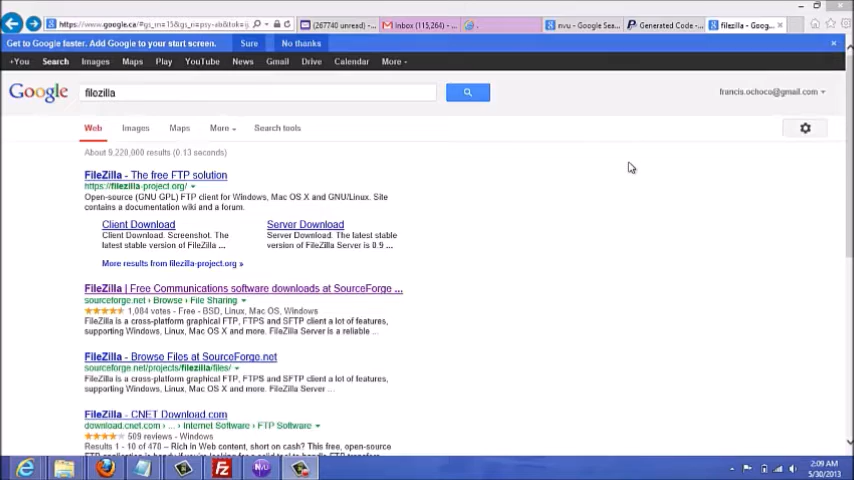 https://www.google.ca/#gs_rn=15&gs_ri=psy-ab&tok=
(267740 unread) -...
Inbox (115,264) - ...
nvu - Google Sea...
Generated Code -...
filezilla - Goog...
Get to Google faster. Add Google to your start screen.
Sure
No thanks
+You
Search
Images
Maps
Play
YouTube
News
Gmail
Drive
Calendar
More
Google
filezilla
francis.ochoco@gmail.com
Web
Images
Maps
More
Search tools
About 9,220,000 results (0.13 seconds)
FileZilla - The free FTP solution
https://filezilla-project.org/
Open-source (GNU GPL) FTP client for Windows, Mac OS X and GNU/Linux. Site
contains a documentation wiki and a forum.
Client Download
Client Download. Screenshot. The
latest stable version of FileZilla ...
Server Download
Server Download. The latest stable
version of FileZilla Server is 0.9 ...
More results from filezilla-project.org »
FileZilla | Free Communications software downloads at SourceForge ...
sourceforge.net › Browse › File Sharing
1,084 votes - Free - BSD, Linux, Mac OS, Windows
FileZilla is a cross-platform graphical FTP, FTPS and SFTP client a lot of features,
supporting Windows, Linux, Mac OS X and more. FileZilla Server is a reliable ...
FileZilla - Browse Files at SourceForge.net
sourceforge.net/projects/filezilla/files/
FileZilla is a cross-platform graphical FTP, FTPS and SFTP client a lot of features,
supporting Windows, Linux, Mac OS X and more. FileZilla Server ...
FileZilla - CNET Download.com
download.cnet.com › ... › Internet Software › FTP Software
509 reviews - Windows
Results 1 - 10 of 470 – Rich in Web content, short on cash? This free, open-source
Nvu
2:09 AM
5/30/2013